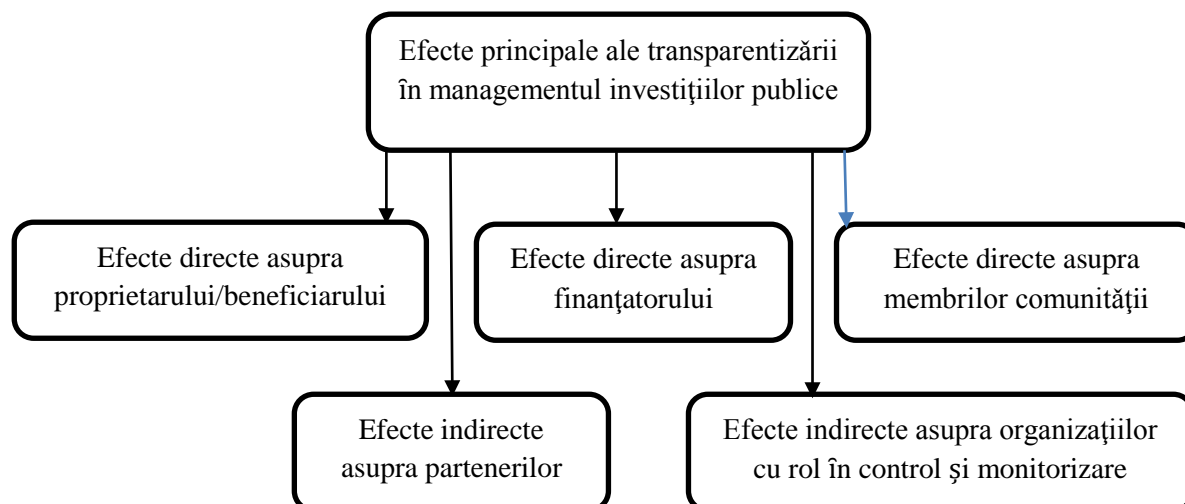 Efecte principale ale transparentizării
în managementul investiţiilor publice
Efecte directe asupra
proprietarului/beneficiarului
Efecte directe asupra
finanţatorului
Efecte directe asupra
membrilor comunităţii
Efecte indirecte
asupra partenerilor
Efecte indirecte asupra organizaţiilor
cu rol în control şi monitorizare